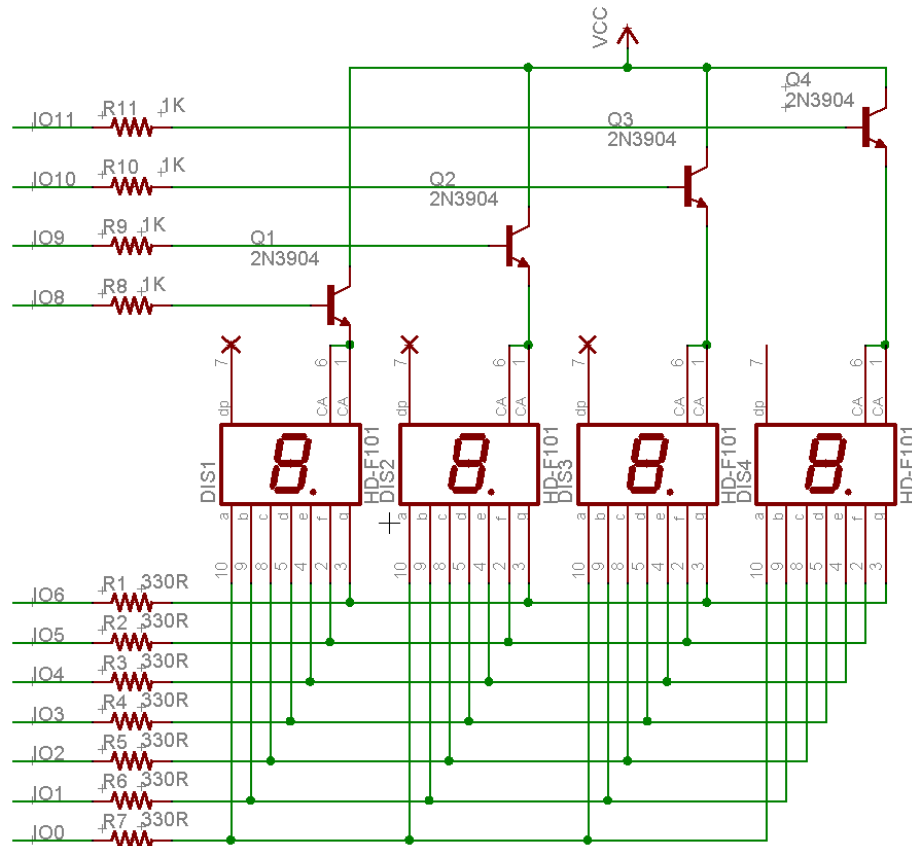 VCC
Q4
2N3904
R11 1K
IO11
Q3
2N3904
R10 1K
IO10
Q2
2N3904
R9 1K
IO9
Q1
2N3904
R8 1K
IO8
7 6 1
7 6 1
7 6 1
7 6 1
dp CA CA
dp CA CA
dp CA CA
dp CA CA
DIS1 HD-F101
DIS2 HD-F101
DIS3 HD-F101
DIS4 HD-F101
a b c d e f g
a b c d e f g
a b c d e f g
a b c d e f g
10 9 8 5 4 2 3
10 9 8 5 4 2 3
10 9 8 5 4 2 3
10 9 8 5 4 2 3
IO6 R1 330R
IO5 R2 330R
IO4 R3 330R
IO3 R4 330R
IO2 R5 330R
IO1 R6 330R
IO0 R7 330R